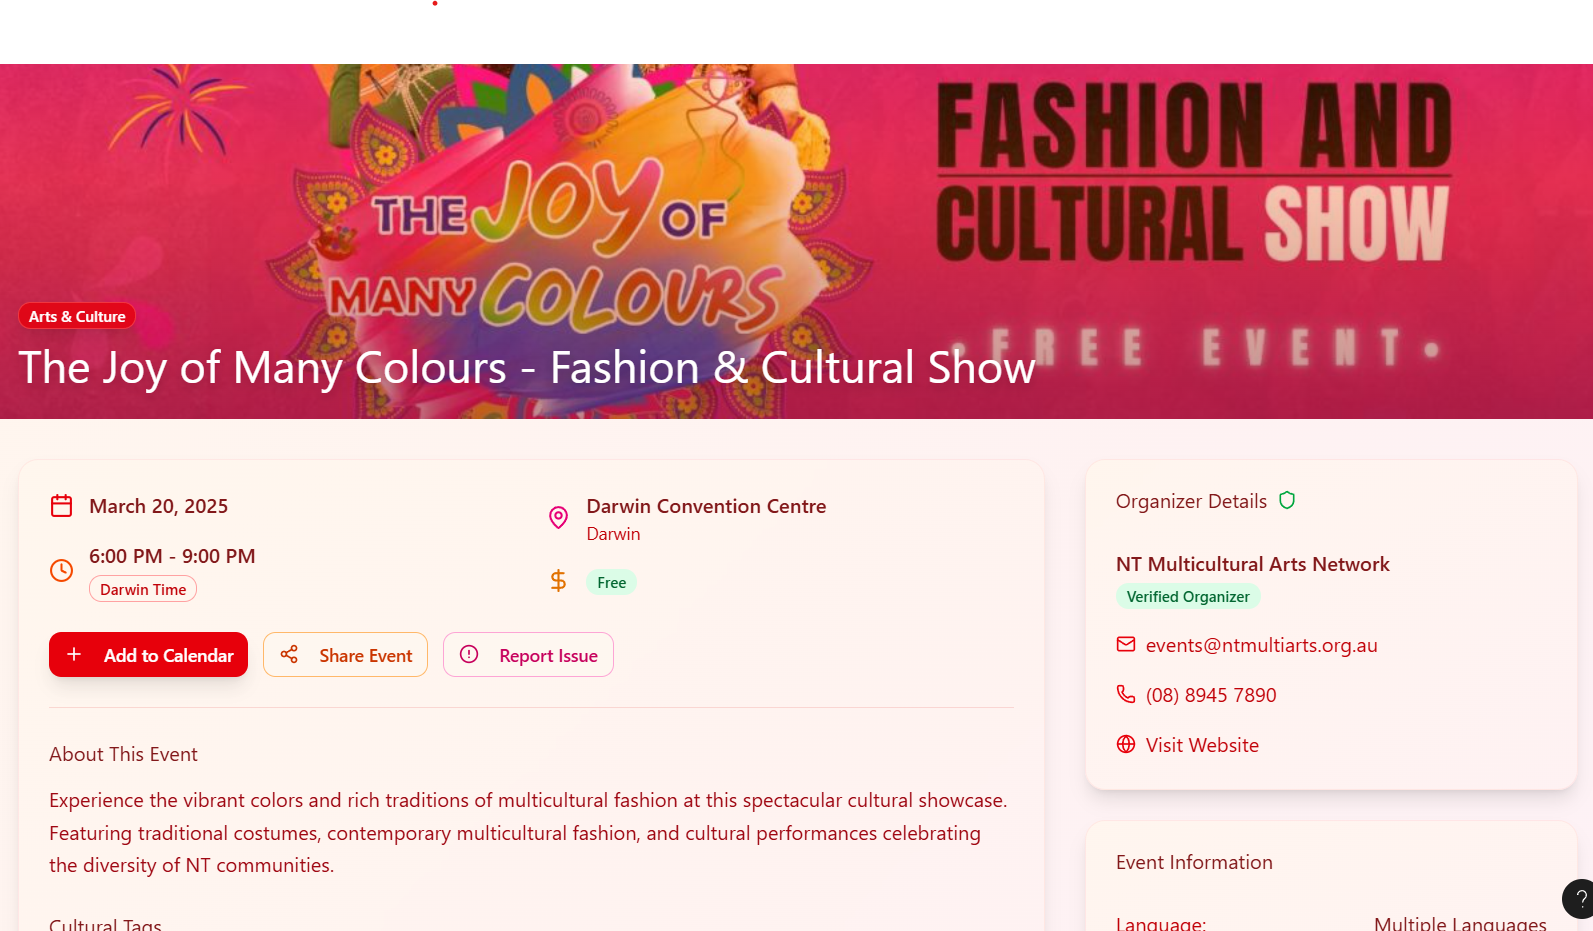 FASHION AND
CULTURAL SHOW
THE JOY OF
MANY COLOURS
• FREE EVENT •
Arts & Culture
The Joy of Many Colours - Fashion & Cultural Show
March 20, 2025
6:00 PM - 9:00 PM
Darwin Time
Darwin Convention Centre
Darwin
Free
Add to Calendar
Share Event
Report Issue
About This Event
Experience the vibrant colors and rich traditions of multicultural fashion at this spectacular cultural showcase.
Featuring traditional costumes, contemporary multicultural fashion, and cultural performances celebrating
the diversity of NT communities.
Cultural Tags
Organizer Details
NT Multicultural Arts Network
Verified Organizer
events@ntmultiarts.org.au
(08) 8945 7890
Visit Website
Event Information
Language:
Multiple Languages
?